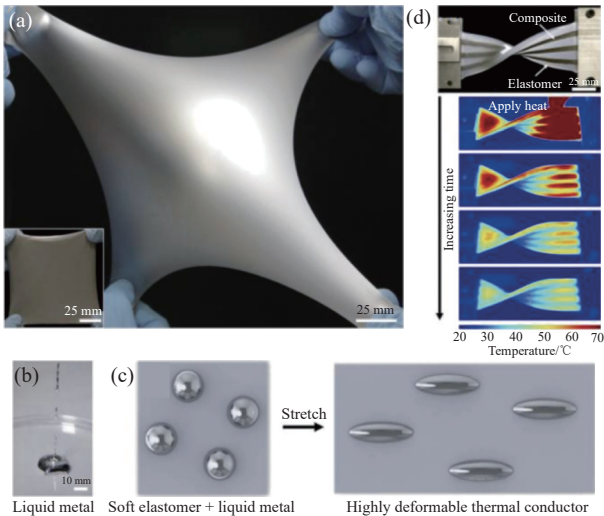 (a)
25 mm
25 mm
(d)
Composite
Elastomer
25 mm
Apply heat
Increasing time
20 30 40 50 60 70
Temperature/℃
(b)
10 mm
Liquid metal
(c)
Stretch
Soft elastomer + liquid metal
Highly deformable thermal conductor